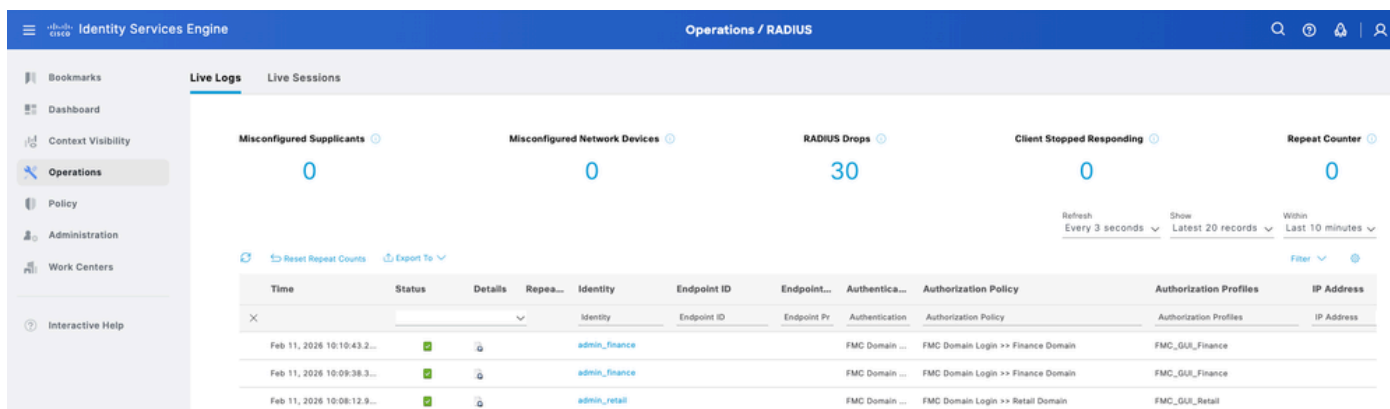 cisco Identity Services Engine
Operations / RADIUS
Bookmarks
Dashboard
Context Visibility
Operations
Policy
Administration
Work Centers
Interactive Help
Live Logs Live Sessions
Misconfigured Supplicants Misconfigured Network Devices RADIUS Drops Client Stopped Responding Repeat Counter
0 0 30 0 0
Refresh Show Within
Every 3 seconds Latest 20 records Last 10 minutes
Reset Repeat Counts Export To Filter
Time Status Details Repea... Identity Endpoint ID Endpoint... Authentica... Authorization Policy Authorization Profiles IP Address
Identity Endpoint ID Endpoint Pr Authentication Authorization Policy Authorization Profiles IP Address
Feb 11, 2026 10:10:43.2... admin_finance FMC Domain ... FMC Domain Login >> Finance Domain FMC_GUI_Finance
Feb 11, 2026 10:09:38.3... admin_finance FMC Domain ... FMC Domain Login >> Finance Domain FMC_GUI_Finance
Feb 11, 2026 10:08:12.9... admin_retail FMC Domain ... FMC Domain Login >> Retail Domain FMC_GUI_Retail